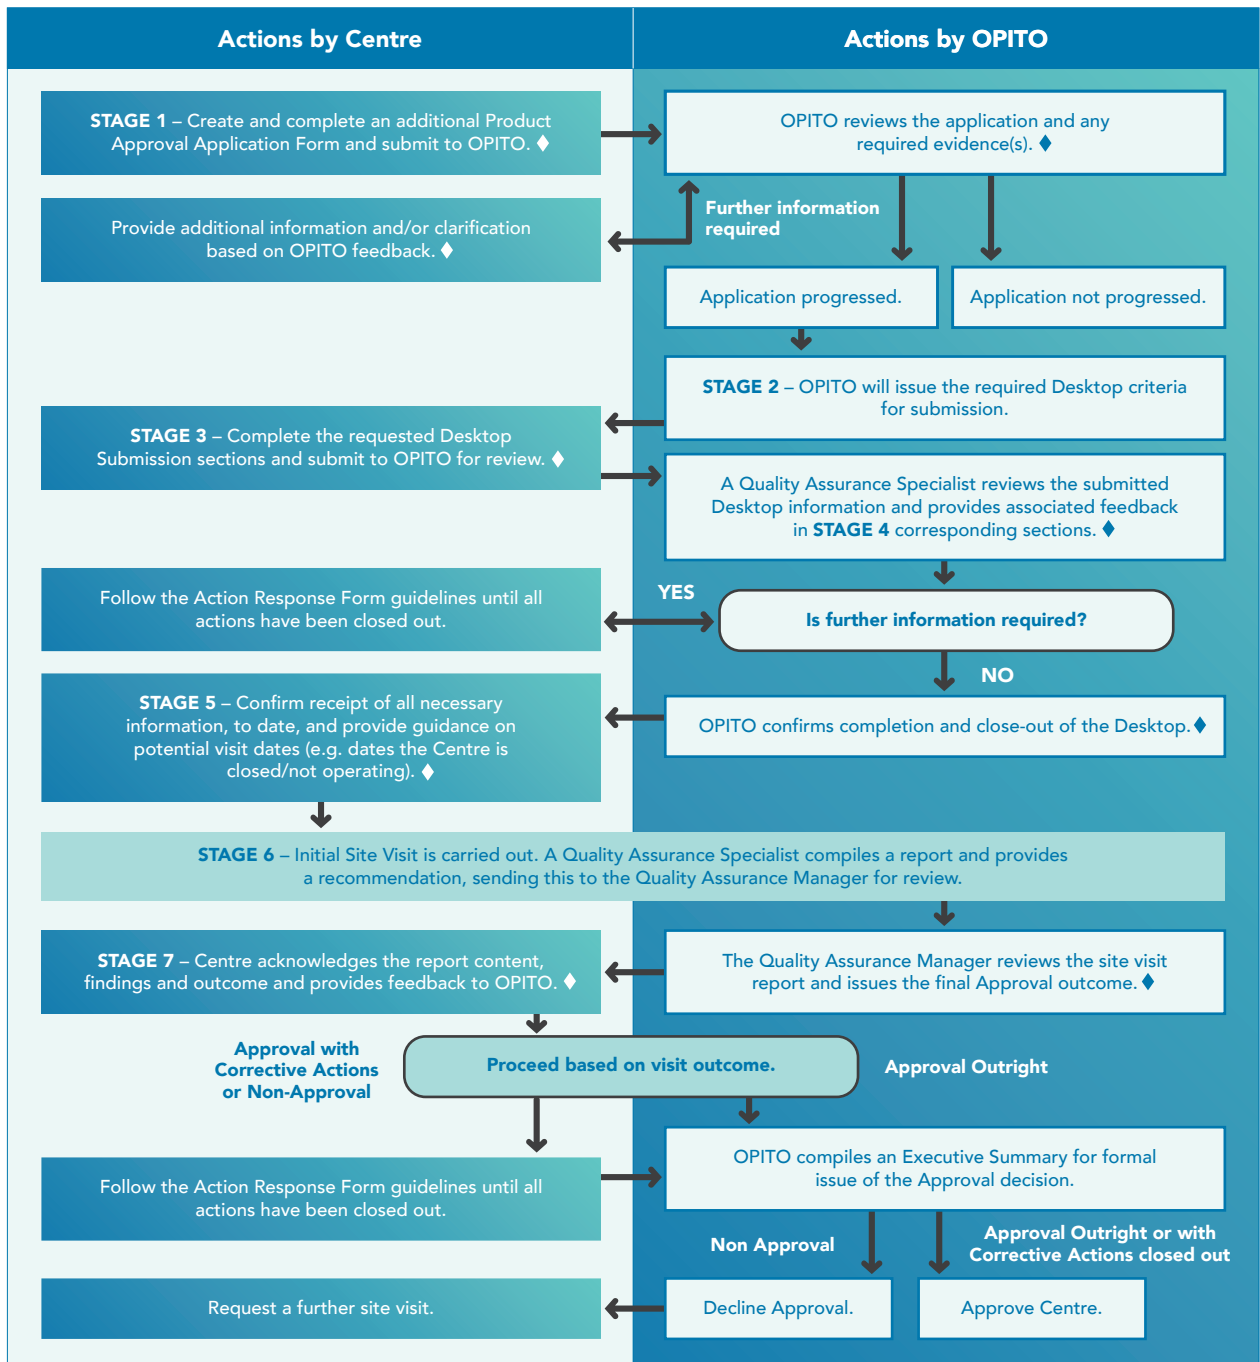 Actions by Centre
Actions by OPITO
STAGE 1 – Create and complete an additional Product
Approval Application Form and submit to OPITO. ♦
OPITO reviews the application and any
required evidence(s). ♦
Further information
required
Provide additional information and/or clarification
based on OPITO feedback. ♦
Application progressed.
Application not progressed.
STAGE 2 – OPITO will issue the required Desktop criteria
for submission.
STAGE 3 – Complete the requested Desktop
Submission sections and submit to OPITO for review. ♦
A Quality Assurance Specialist reviews the submitted
Desktop information and provides associated feedback
in STAGE 4 corresponding sections. ♦
Follow the Action Response Form guidelines until all
actions have been closed out.
YES
Is further information required?
NO
STAGE 5 – Confirm receipt of all necessary
information, to date, and provide guidance on
potential visit dates (e.g. dates the Centre is
closed/not operating). ♦
OPITO confirms completion and close-out of the Desktop. ♦
STAGE 6 – Initial Site Visit is carried out. A Quality Assurance Specialist compiles a report and provides
a recommendation, sending this to the Quality Assurance Manager for review.
STAGE 7 – Centre acknowledges the report content,
findings and outcome and provides feedback to OPITO. ♦
The Quality Assurance Manager reviews the site visit
report and issues the final Approval outcome. ♦
Approval with
Corrective Actions
or Non-Approval
Proceed based on visit outcome.
Approval Outright
OPITO compiles an Executive Summary for formal
issue of the Approval decision.
Follow the Action Response Form guidelines until all
actions have been closed out.
Non Approval
Approval Outright or with
Corrective Actions closed out
Request a further site visit.
Decline Approval.
Approve Centre.